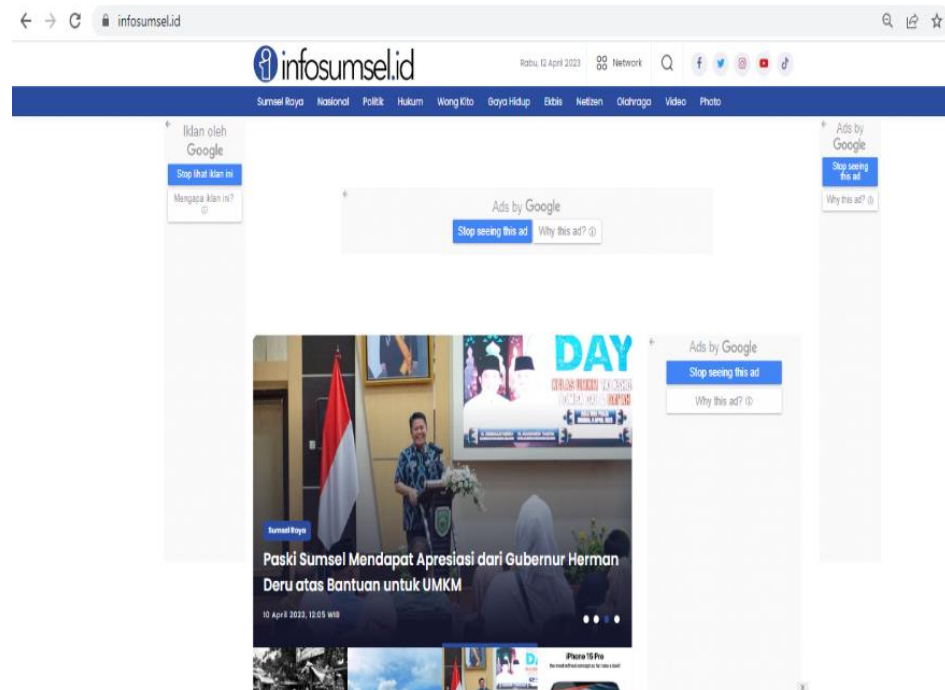 infosumsel.id
infosumsel.id
Rabu, 12 April 2023
Network
Sumsel Raya Nasional Politik Hukum Wong Kito Gaya Hidup Ekbis Netizen Olahraga Video Photo
Iklan oleh
Google
Stop lihat iklan ini
Mengapa iklan ini?
Ads by Google
Stop seeing this ad Why this ad?
Ads by
Google
Stop seeing
this ad
Why this ad?
DAY
Ads by Google
Stop seeing this ad
Why this ad?
Sumsel Raya
Paski Sumsel Mendapat Apresiasi dari Gubernur Herman
Deru atas Bantuan untuk UMKM
10 April 2023, 12:05 WIB
iPhone 15 Pro